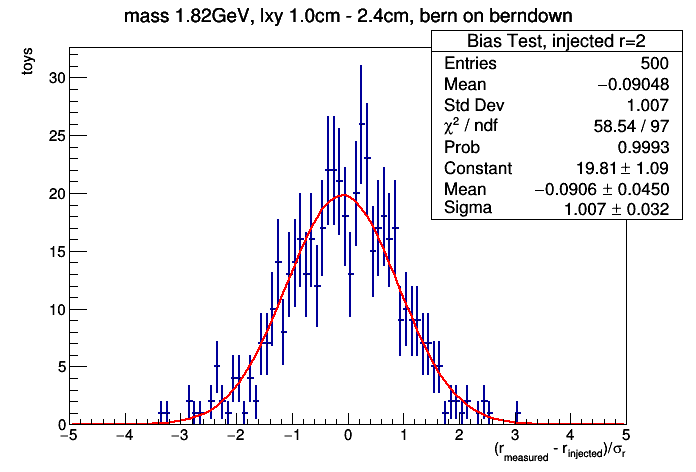 mass 1.82GeV, lxy 1.0cm - 2.4cm, bern on berndown
toys
Bias Test, injected r=2
Entries 500
Mean −0.09048
Std Dev 1.007
χ² / ndf 58.54 / 97
Prob 0.9993
Constant 19.81 ± 1.09
Mean −0.0906 ± 0.0450
Sigma 1.007 ± 0.032
30
25
20
15
10
5
0
−5 −4 −3 −2 −1 0 1 2 3 4 5
(r_measured - r_injected)/σ_r